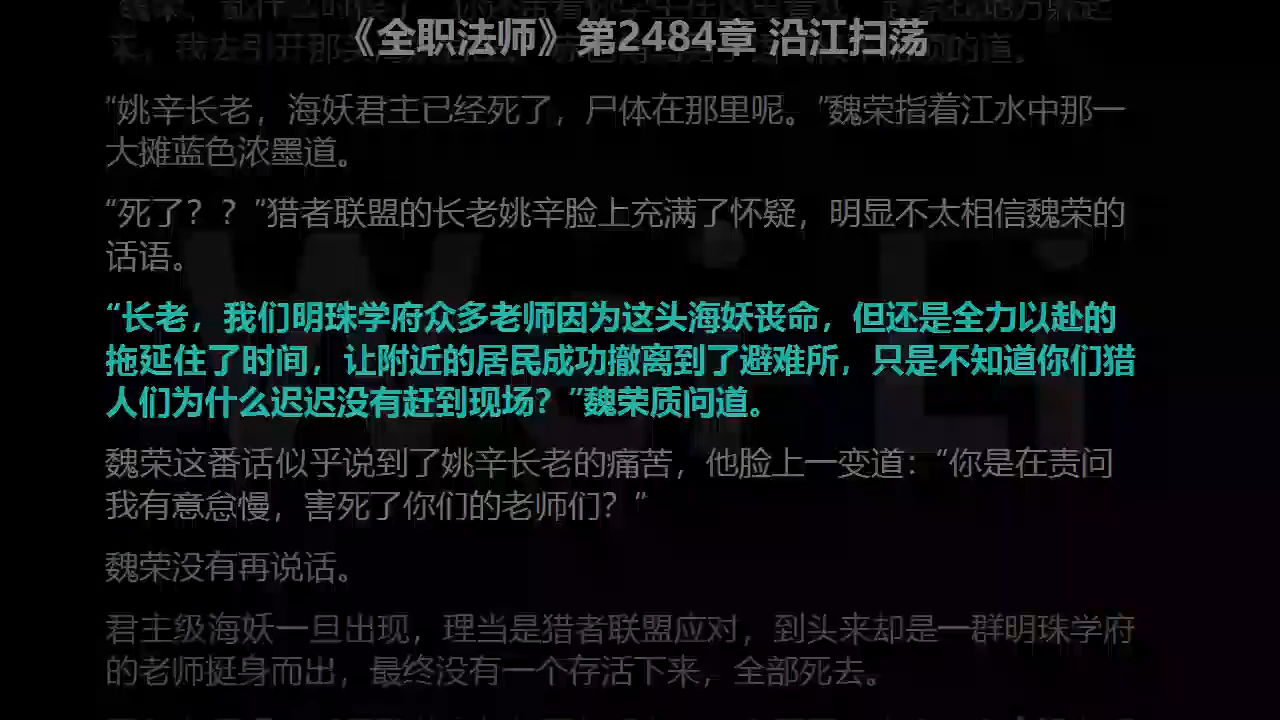 《全职法师》第2484章 沿江扫荡
来，我去引开那
的道。
“姚辛长老，海妖君主已经死了，尸体在那里呢。”魏荣指着江水中那一
大摊蓝色浓墨道。
“死了？？”猎者联盟的长老姚辛脸上充满了怀疑，明显不太相信魏荣的
话语。
“长老，我们明珠学府众多老师因为这头海妖丧命，但还是全力以赴的
拖延住了时间，让附近的居民成功撤离到了避难所，只是不知道你们猎
人们为什么迟迟没有赶到现场？”魏荣质问道。
魏荣这番话似乎说到了姚辛长老的痛苦，他脸上一变道：“你是在责问
我有意怠慢，害死了你们的老师们？”
魏荣没有再说话。
君主级海妖一旦出现，理当是猎者联盟应对，到头来却是一群明珠学府
的老师挺身而出，最终没有一个存活下来，全部死去。